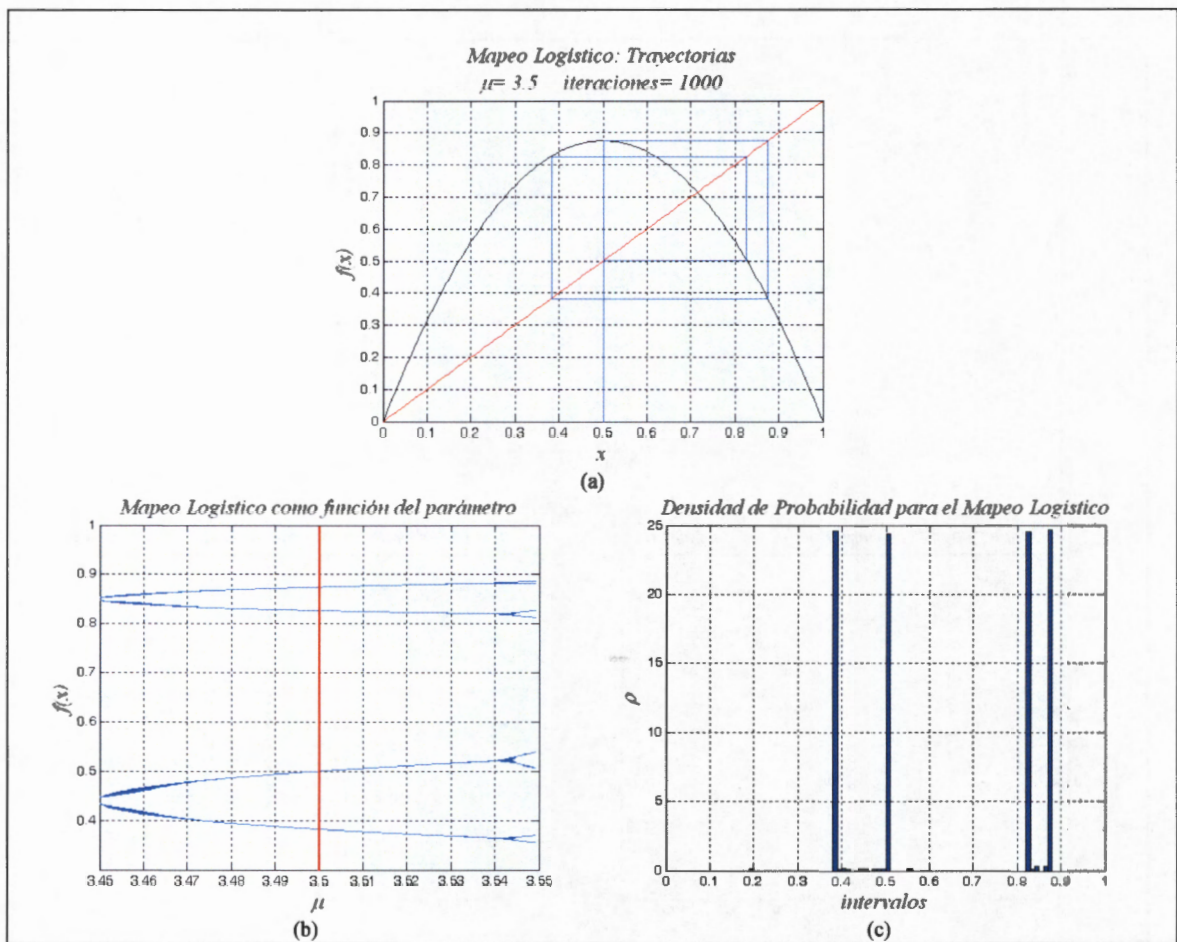 Mapeo Logístico: Trayectorias
μ= 3.5 iteraciones= 1000
1
0.9
0.8
0.7
0.6
0.5
0.4
0.3
0.2
0.1
0
f(x)
0 0.1 0.2 0.3 0.4 0.5 0.6 0.7 0.8 0.9 1
x
(a)
Mapeo Logístico como función del parámetro
1
0.9
0.8
0.7
0.6
0.5
0.4
f(x)
3.45 3.46 3.47 3.48 3.49 3.5 3.51 3.52 3.53 3.54 3.55
μ
(b)
Densidad de Probabilidad para el Mapeo Logístico
25
20
15
10
5
0
ρ
0 0.1 0.2 0.3 0.4 0.5 0.6 0.7 0.8 0.9 1
intervalos
(c)